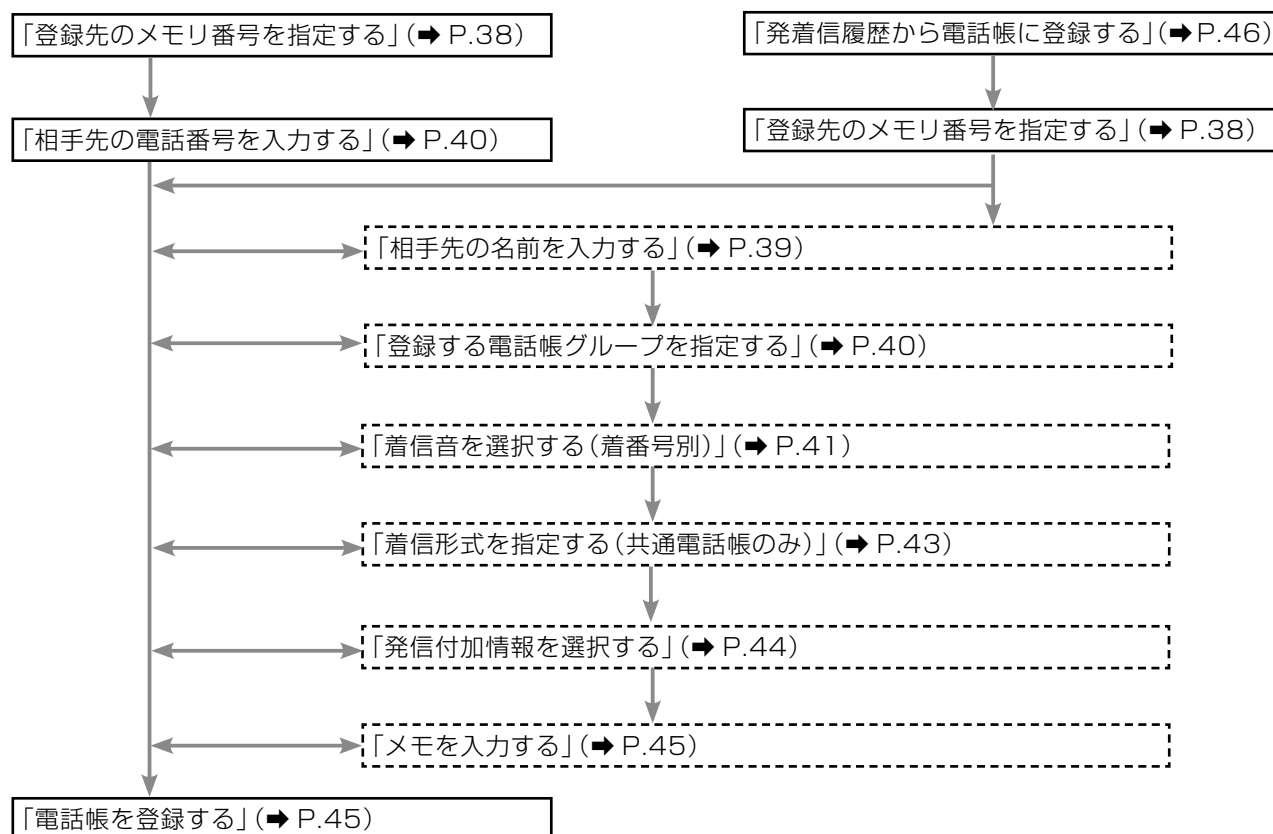 「登録先のメモリ番号を指定する」(➡ P.38)
「発着信履歴から電話帳に登録する」(➡P.46)
「相手先の電話番号を入力する」(➡ P.40)
「登録先のメモリ番号を指定する」(➡ P.38)
「相手先の名前を入力する」(➡ P.39)
「登録する電話帳グループを指定する」(➡ P.40)
「着信音を選択する(着番号別)」(➡ P.41)
「着信形式を指定する(共通電話帳のみ)」(➡ P.43)
「発信付加情報を選択する」(➡ P.44)
「メモを入力する」(➡ P.45)
「電話帳を登録する」(➡ P.45)